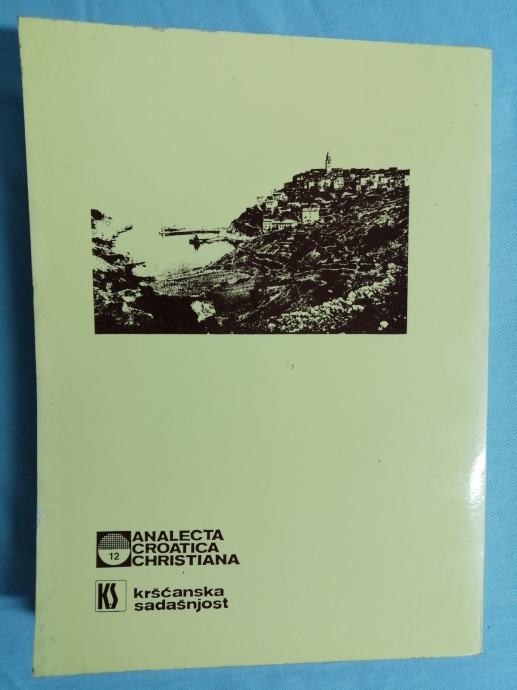 12
ANALECTA
CROATICA
CHRISTIANA
KS
kršćanska
sadašnjost